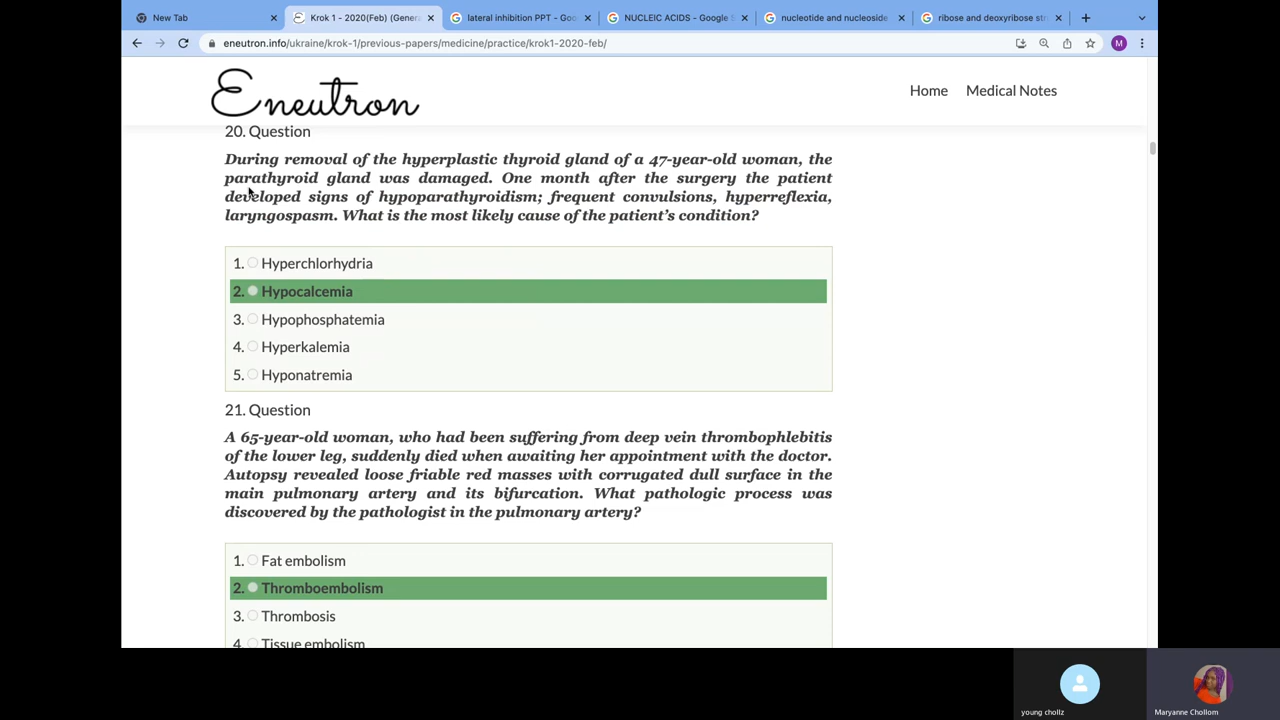 New Tab
Krok 1 - 2020(Feb) (Genera
lateral inhibition PPT - Goo
NUCLEIC ACIDS - Google S
nucleotide and nucleoside
ribose and deoxyribose str
eneutron.info/ukraine/krok-1/previous-papers/medicine/practice/krok1-2020-feb/
M
Eneutron
Home
Medical Notes
20. Question
During removal of the hyperplastic thyroid gland of a 47-year-old woman, the
parathyroid gland was damaged. One month after the surgery the patient
developed signs of hypoparathyroidism; frequent convulsions, hyperreflexia,
laryngospasm. What is the most likely cause of the patient's condition?
1. Hyperchlorhydria
2. Hypocalcemia
3. Hypophosphatemia
4. Hyperkalemia
5. Hyponatremia
21. Question
A 65-year-old woman, who had been suffering from deep vein thrombophlebitis
of the lower leg, suddenly died when awaiting her appointment with the doctor.
Autopsy revealed loose friable red masses with corrugated dull surface in the
main pulmonary artery and its bifurcation. What pathologic process was
discovered by the pathologist in the pulmonary artery?
1. Fat embolism
2. Thromboembolism
3. Thrombosis
4. Tissue embolism
young chollz
Maryanne Chollom